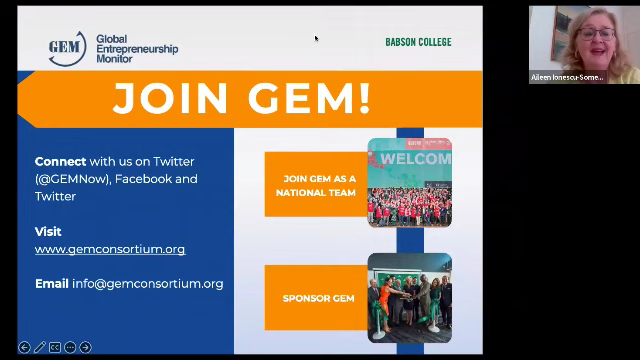 GEM
Global
Entrepreneurship
Monitor
BABSON COLLEGE
Aileen Ionescu-Some...
JOIN GEM!
Connect with us on Twitter
(@GEMNow), Facebook and
Twitter
Visit
www.gemconsortium.org
Email info@gemconsortium.org
JOIN GEM AS A
NATIONAL TEAM
WELCOM
SPONSOR GEM